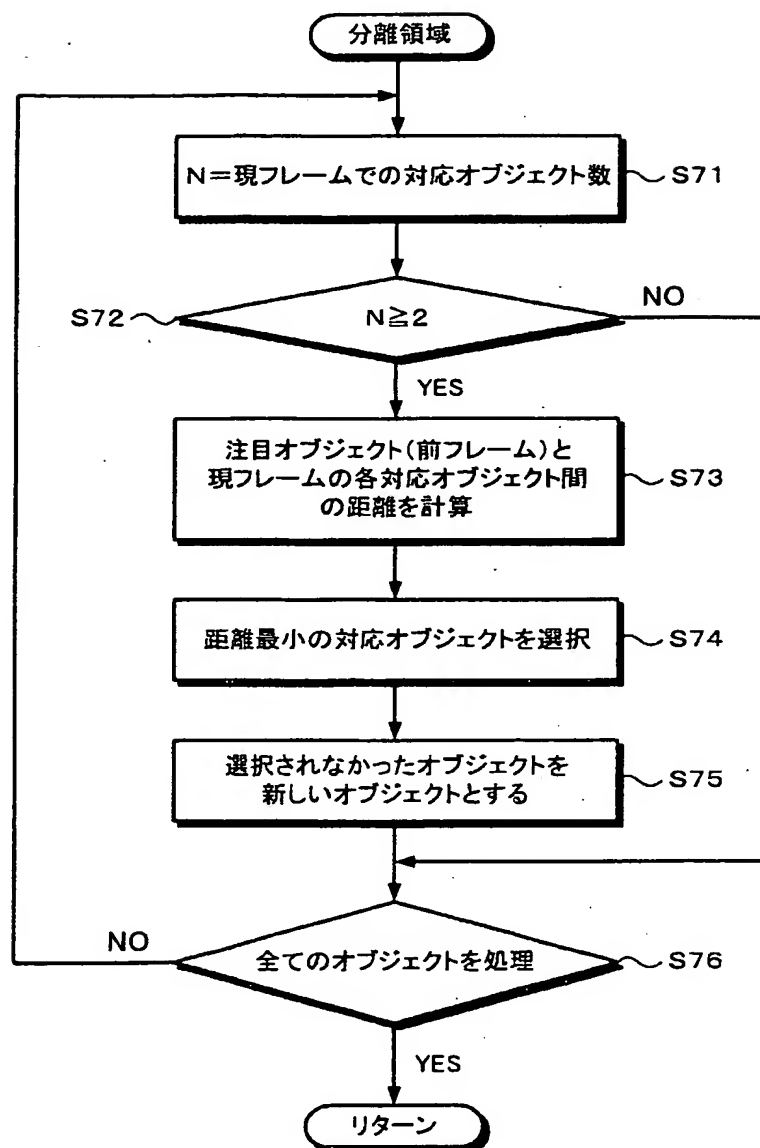 分離領域
N=現フレームでの対応オブジェクト数
S71
S72
N≧2
NO
YES
注目オブジェクト(前フレーム)と
現フレームの各対応オブジェクト間
の距離を計算
S73
距離最小の対応オブジェクトを選択
S74
選択されなかったオブジェクトを
新しいオブジェクトとする
S75
NO
全てのオブジェクトを処理
S76
YES
リターン